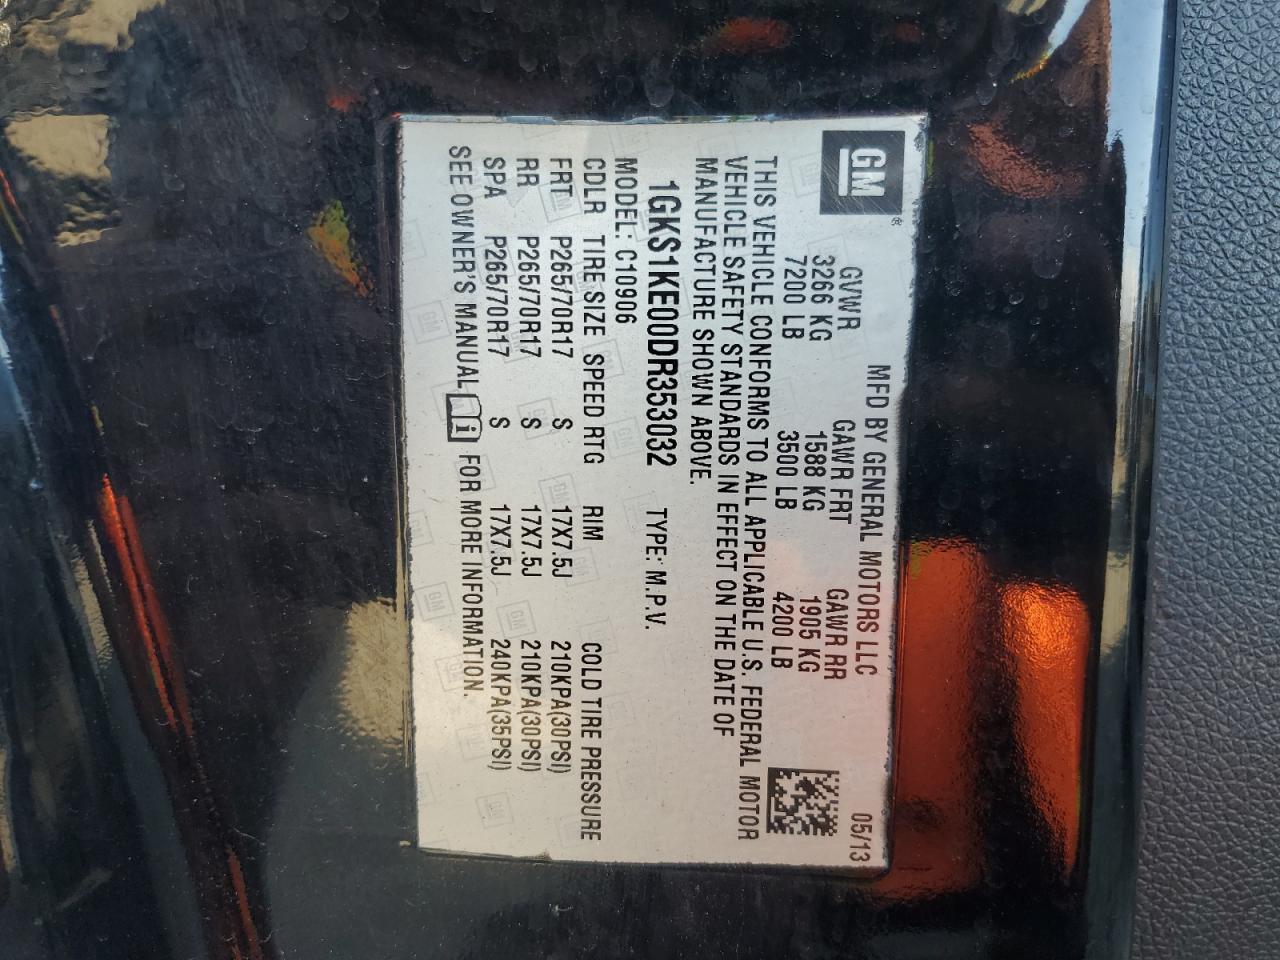 GM®
MFD BY GENERAL MOTORS LLC 05/13
GVWR GAWR FRT GAWR RR
3266 KG 1588 KG 1905 KG
7200 LB 3500 LB 4200 LB
THIS VEHICLE CONFORMS TO ALL APPLICABLE U.S. FEDERAL MOTOR
VEHICLE SAFETY STANDARDS IN EFFECT ON THE DATE OF
MANUFACTURE SHOWN ABOVE.
1GKS1KE00DR353032 TYPE: M.P.V.
MODEL: C10906
CDLR TIRE SIZE SPEED RTG RIM COLD TIRE PRESSURE
FRT P265/70R17 S 17X7.5J 210KPA(30PSI)
RR P265/70R17 S 17X7.5J 210KPA(30PSI)
SPA P265/70R17 S 17X7.5J 240KPA(35PSI)
SEE OWNER'S MANUAL i FOR MORE INFORMATION.